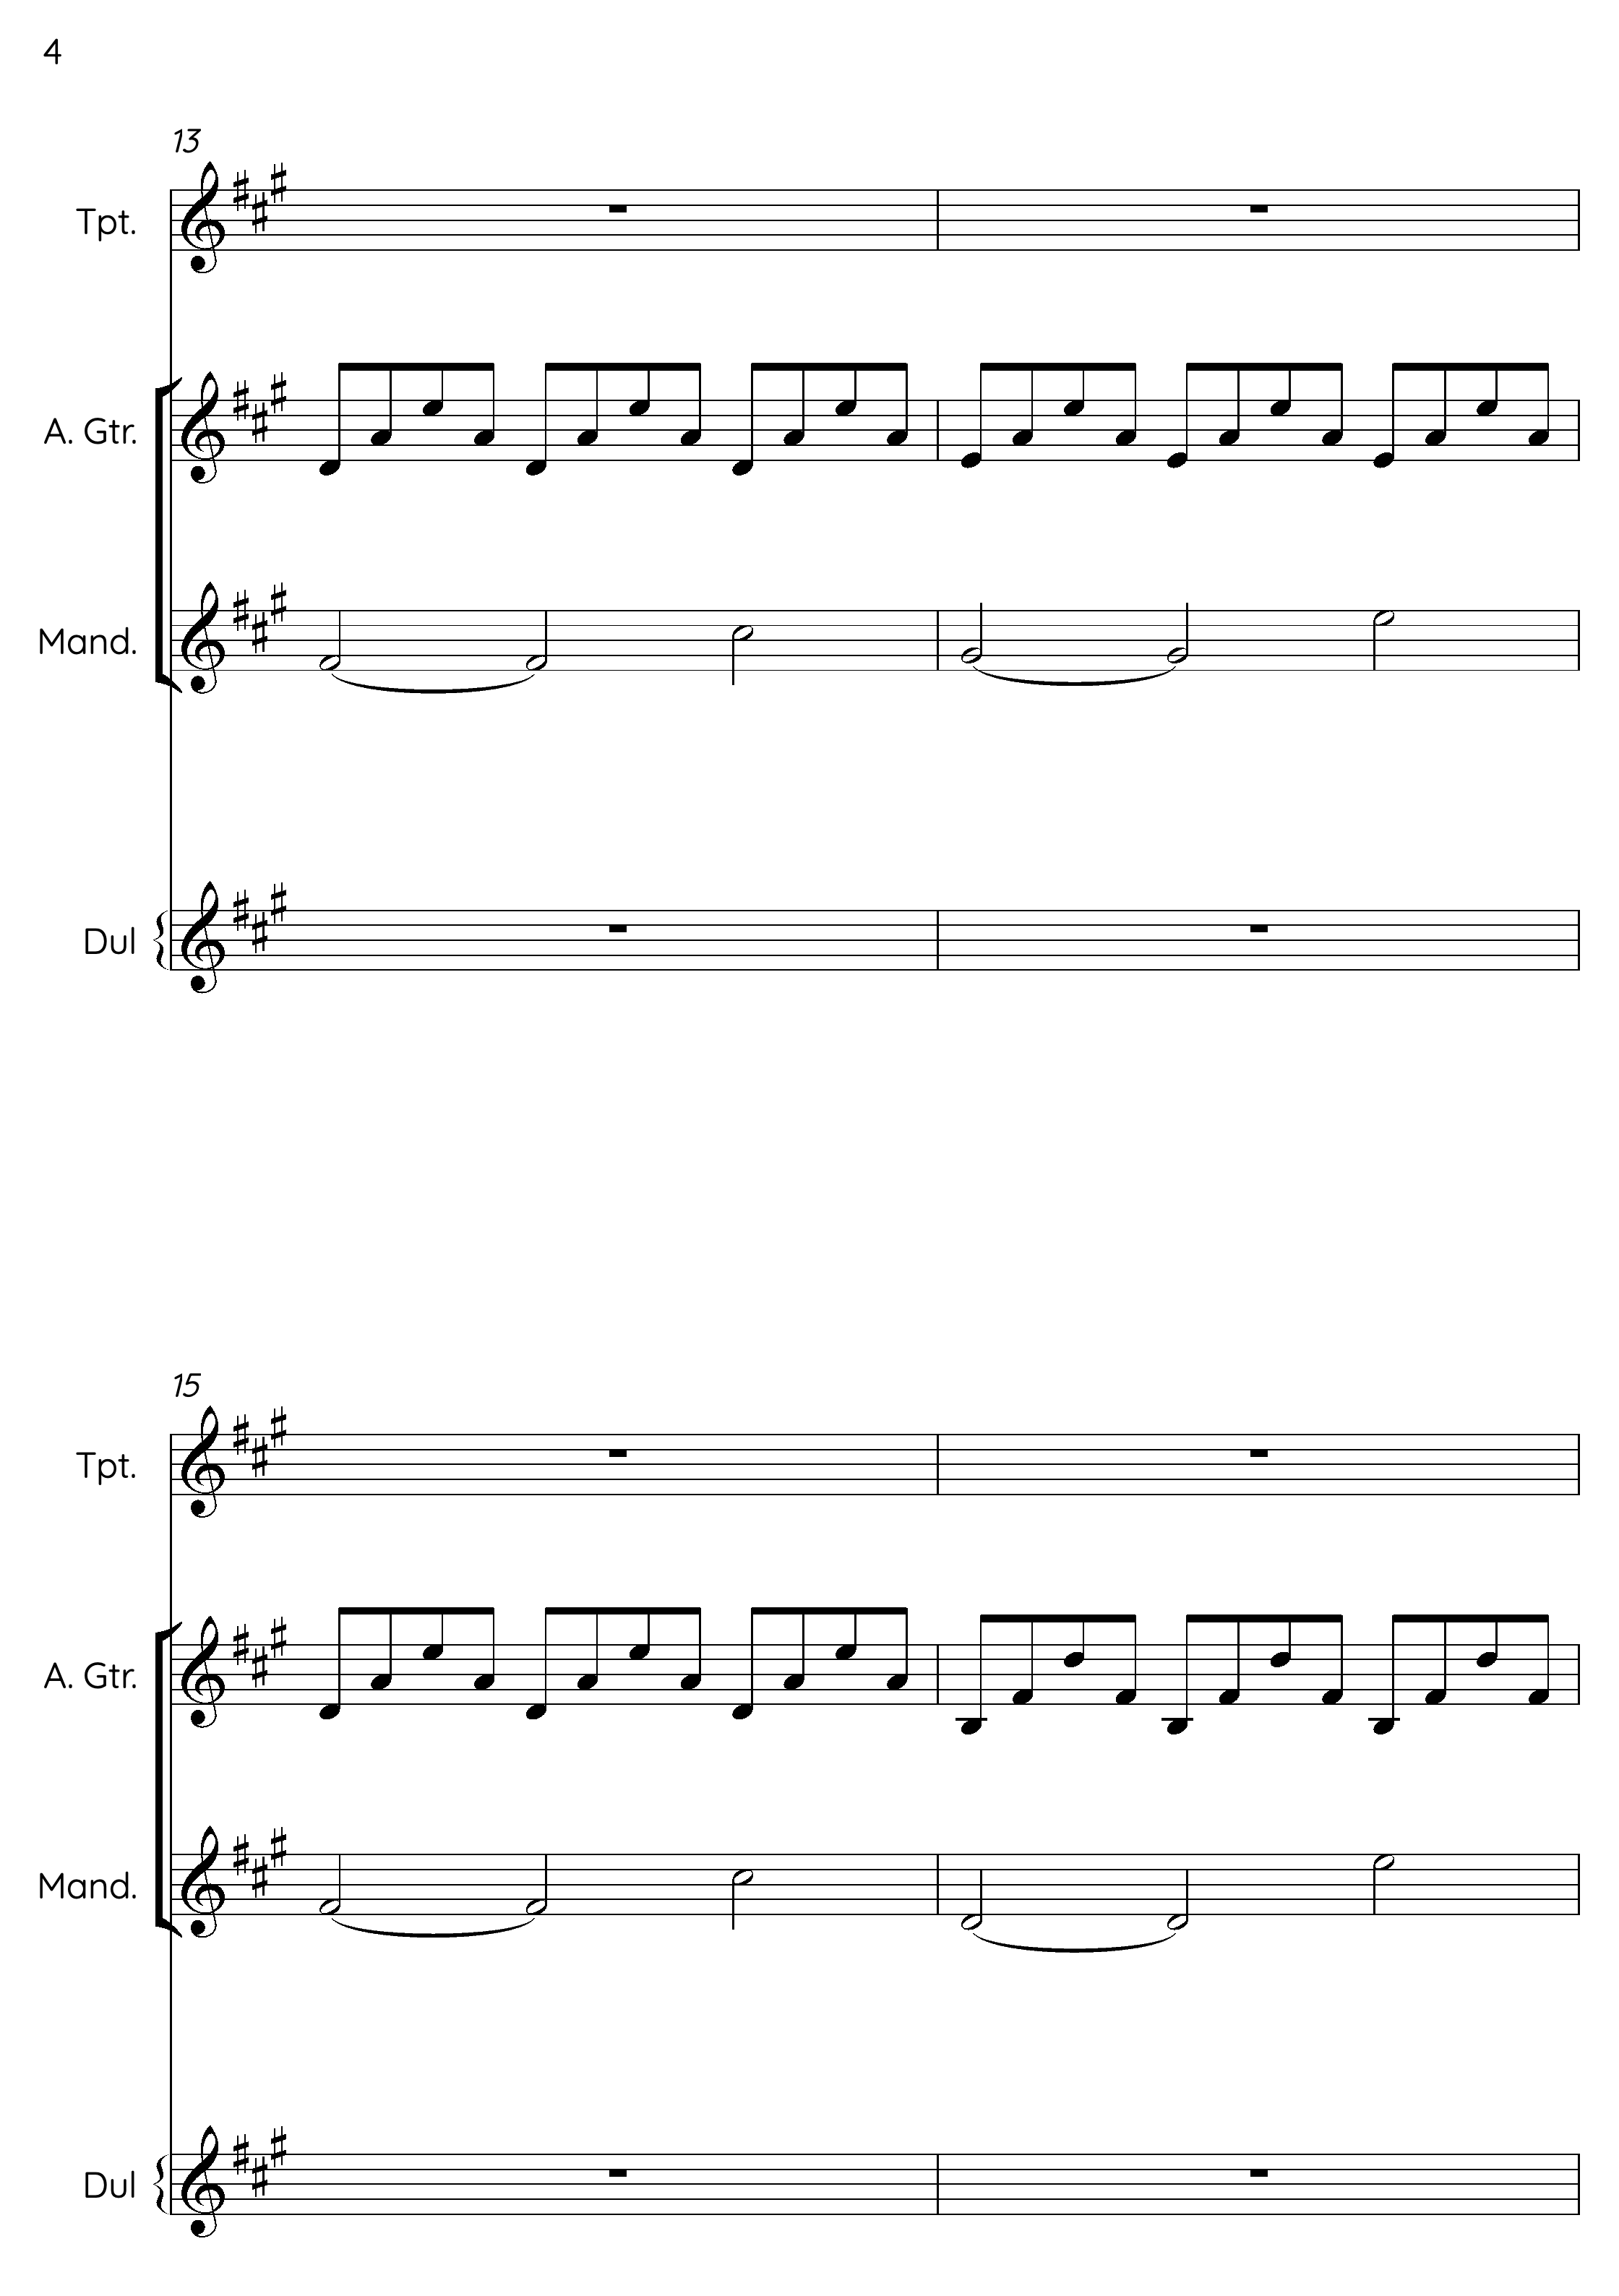 4
13
Tpt.
A. Gtr.
Mand.
Dul
15
Tpt.
A. Gtr.
Mand.
Dul